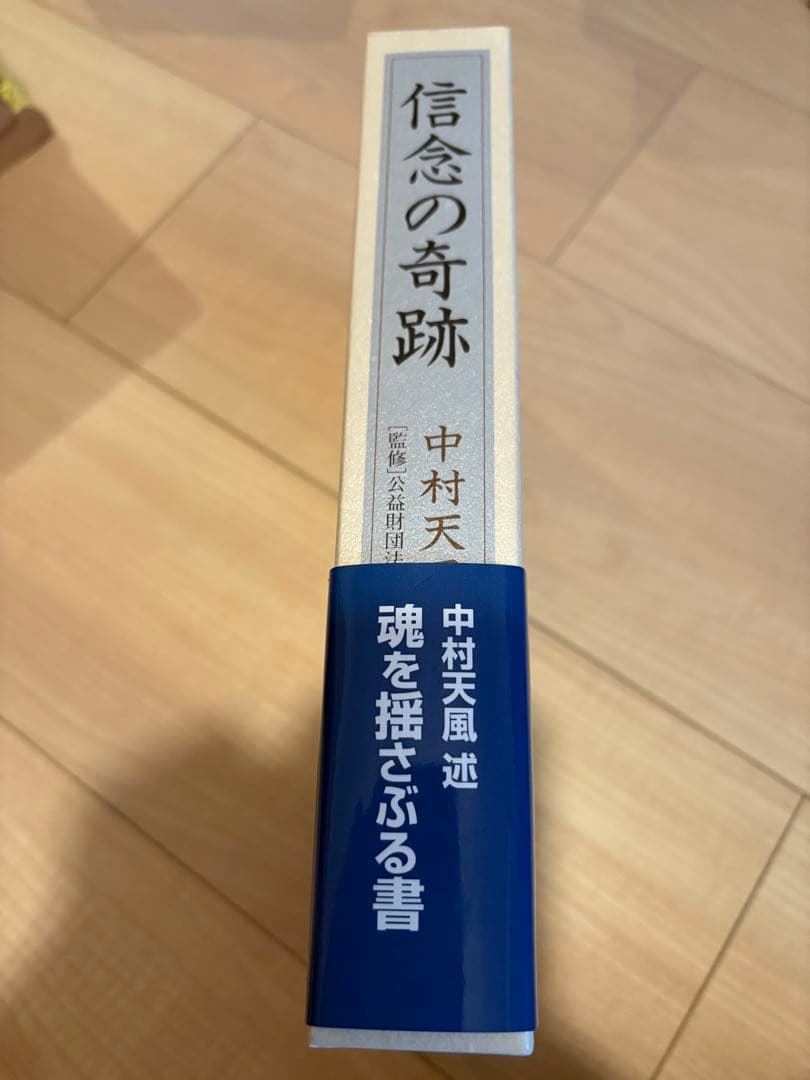 信念の奇跡
中村天
[監修]公益財団法
中村天風 述
魂を揺さぶる書